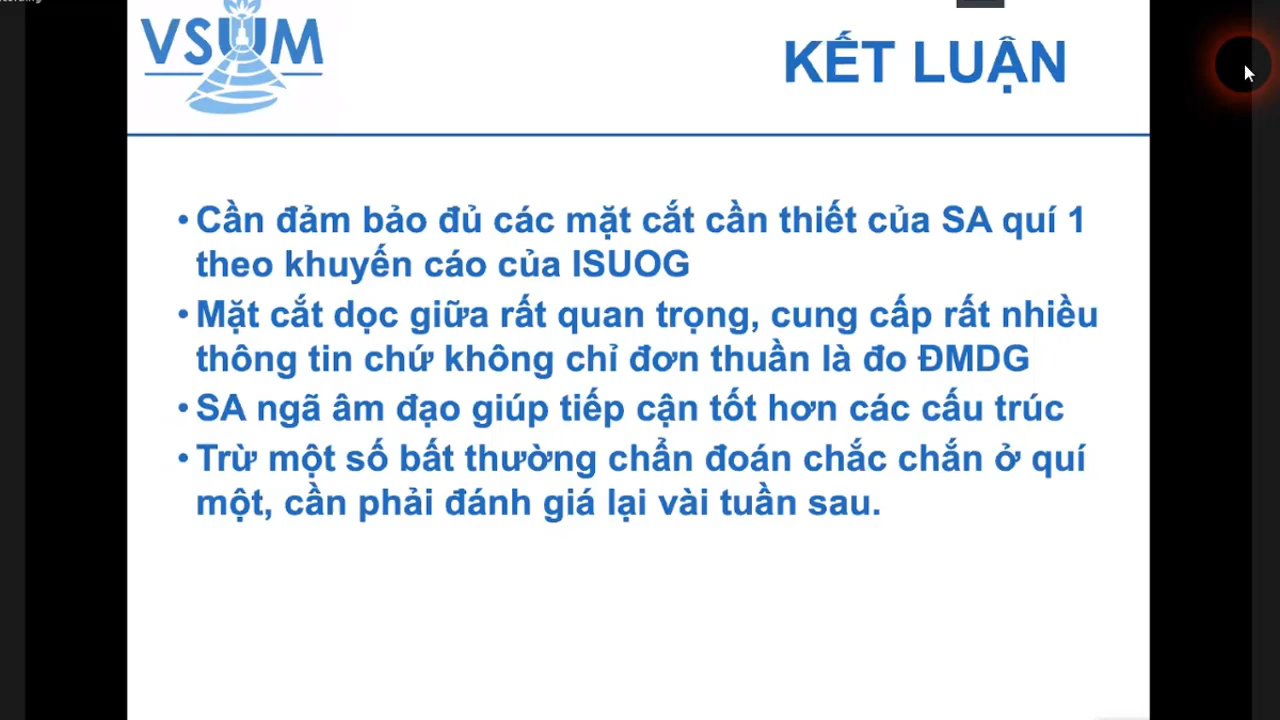 VSUM
KẾT LUẬN
• Cần đảm bảo đủ các mặt cắt cần thiết của SA quí 1
theo khuyến cáo của ISUOG
• Mặt cắt dọc giữa rất quan trọng, cung cấp rất nhiều
thông tin chứ không chỉ đơn thuần là đo ĐMDG
• SA ngã âm đạo giúp tiếp cận tốt hơn các cấu trúc
• Trừ một số bất thường chẩn đoán chắc chắn ở quí
một, cần phải đánh giá lại vài tuần sau.